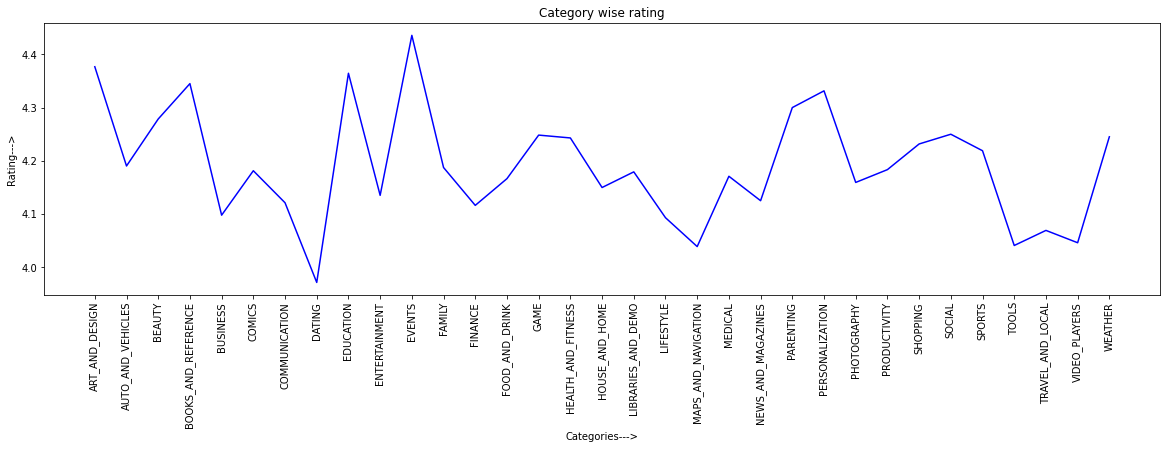 Category wise rating
Rating--->
4.4
4.3
4.2
4.1
4.0
ART_AND_DESIGN
AUTO_AND_VEHICLES
BEAUTY
BOOKS_AND_REFERENCE
BUSINESS
COMICS
COMMUNICATION
DATING
EDUCATION
ENTERTAINMENT
EVENTS
FAMILY
FINANCE
FOOD_AND_DRINK
GAME
HEALTH_AND_FITNESS
HOUSE_AND_HOME
LIBRARIES_AND_DEMO
LIFESTYLE
MAPS_AND_NAVIGATION
MEDICAL
NEWS_AND_MAGAZINES
PARENTING
PERSONALIZATION
PHOTOGRAPHY
PRODUCTIVITY
SHOPPING
SOCIAL
SPORTS
TOOLS
TRAVEL_AND_LOCAL
VIDEO_PLAYERS
WEATHER
Categories--->